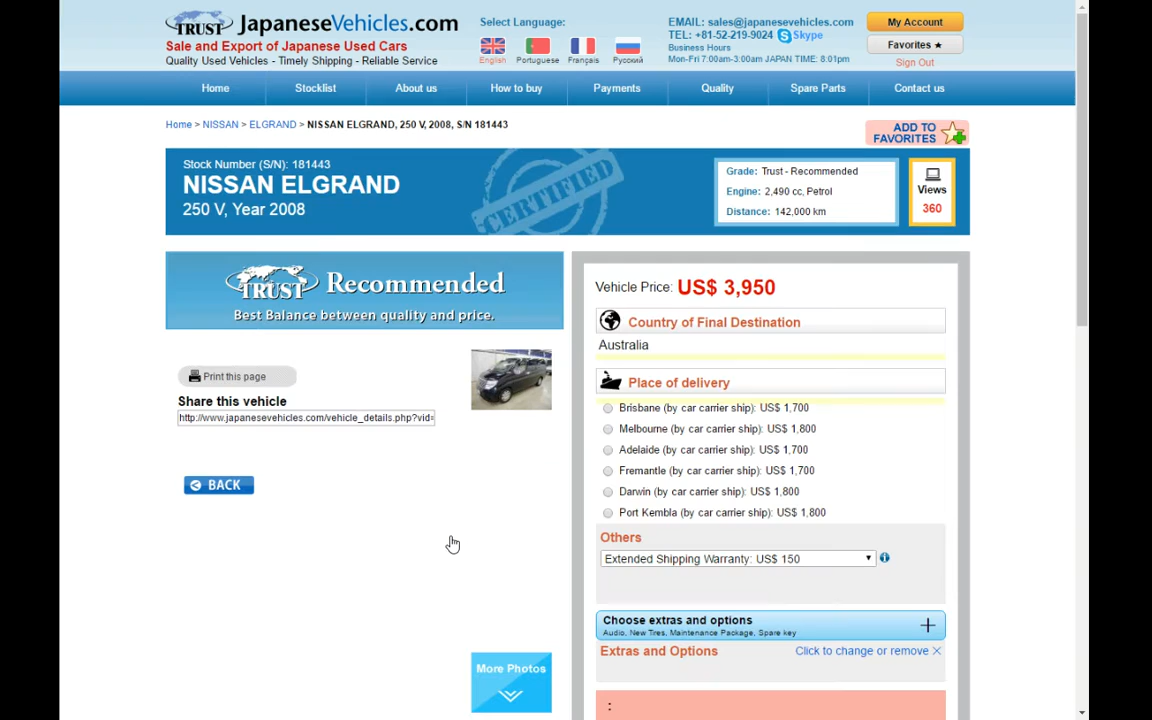 TRUST JapaneseVehicles.com
Sale and Export of Japanese Used Cars
Quality Used Vehicles - Timely Shipping - Reliable Service
Select Language:
English Portuguese Français Русский
EMAIL: sales@japanesevehicles.com
TEL: +81-52-219-9024 Skype
Business Hours
Mon-Fri 7:00am-3:00am JAPAN TIME: 8:01pm
My Account
Favorites ★
Sign Out
Home Stocklist About us How to buy Payments Quality Spare Parts Contact us
Home > NISSAN > ELGRAND > NISSAN ELGRAND, 250 V, 2008, S/N 181443
ADD TO
FAVORITES
Stock Number (S/N): 181443
NISSAN ELGRAND
250 V, Year 2008
CERTIFIED
Grade: Trust - Recommended
Engine: 2,490 cc, Petrol
Distance: 142,000 km
Views
360
TRUST Recommended
Best Balance between quality and price.
Print this page
Share this vehicle
http://www.japanesevehicles.com/vehicle_details.php?vid=
BACK
More Photos
Vehicle Price: US$ 3,950
Country of Final Destination
Australia
Place of delivery
Brisbane (by car carrier ship): US$ 1,700
Melbourne (by car carrier ship): US$ 1,800
Adelaide (by car carrier ship): US$ 1,700
Fremantle (by car carrier ship): US$ 1,700
Darwin (by car carrier ship): US$ 1,800
Port Kembla (by car carrier ship): US$ 1,800
Others
Extended Shipping Warranty: US$ 150
Choose extras and options
Audio, New Tires, Maintenance Package, Spare key
Extras and Options Click to change or remove ×
: